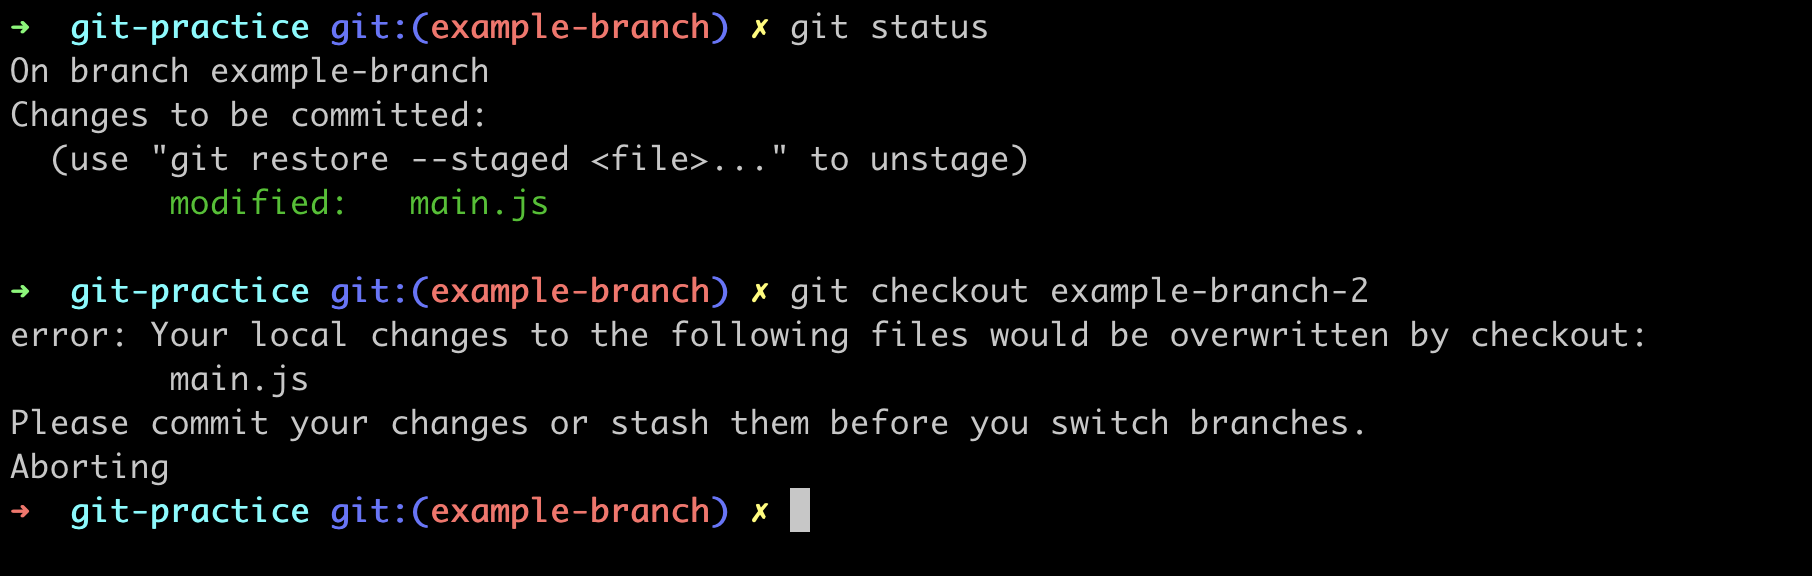 ➜  git-practice git:(example-branch) ✗ git status
On branch example-branch
Changes to be committed:
  (use "git restore --staged <file>..." to unstage)
        modified:   main.js

➜  git-practice git:(example-branch) ✗ git checkout example-branch-2
error: Your local changes to the following files would be overwritten by checkout:
        main.js
Please commit your changes or stash them before you switch branches.
Aborting
➜  git-practice git:(example-branch) ✗